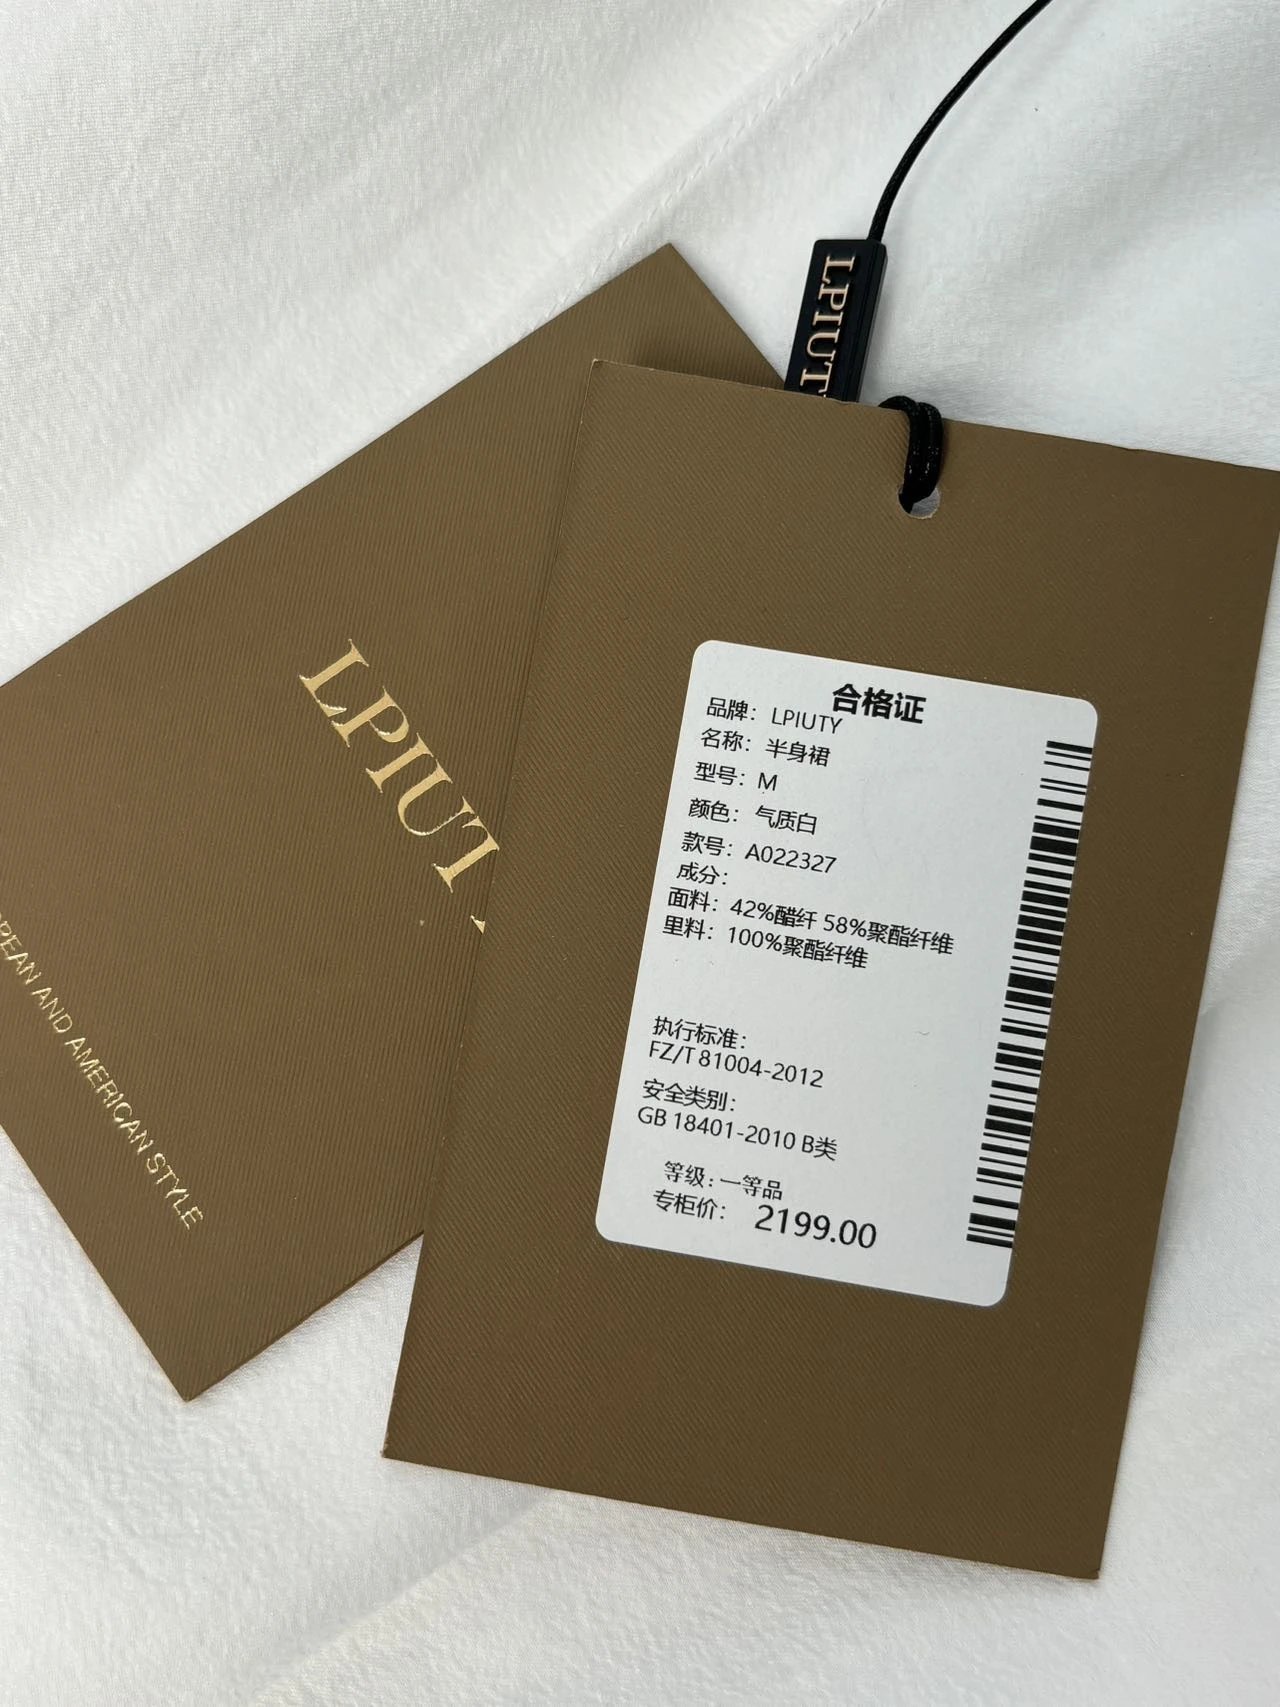 LPIUT
LPIUT
PEAN AND AMERICAN STYLE
合格证
品牌：LPIUTY
名称：半身裙
型号：M
颜色：气质白
款号：A022327
成分：
面料：42%醋纤 58%聚酯纤维
里料：100%聚酯纤维
执行标准：
FZ/T 81004-2012
安全类别：
GB 18401-2010 B类
等级：一等品
专柜价： 2199.00